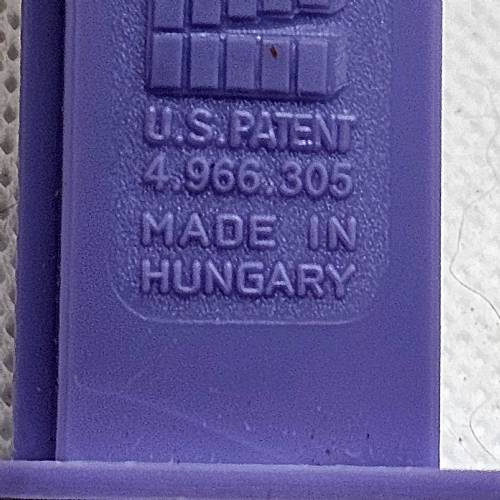 U.S.PATENT
4.966.305
MADE IN
HUNGARY